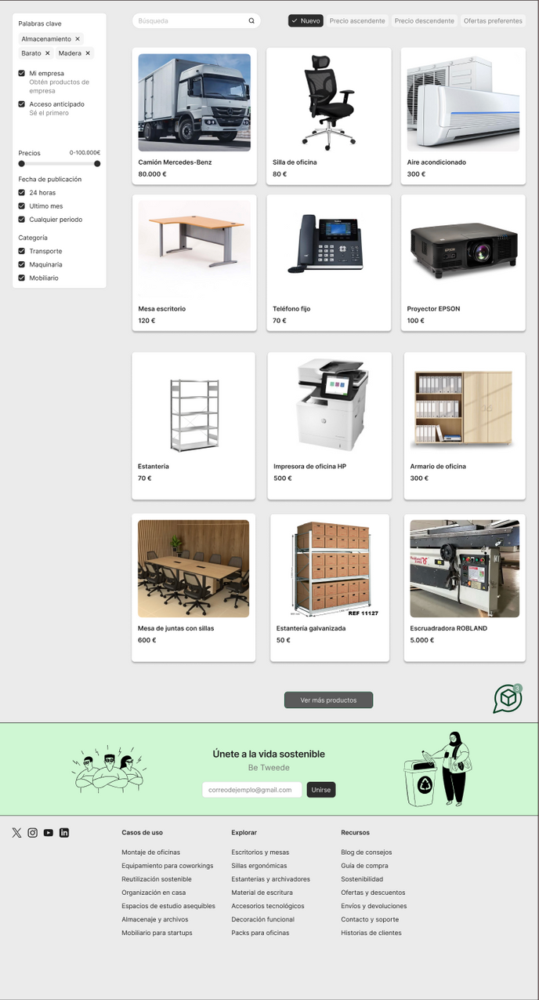 Palabras clave
Almacenamiento
Barato
Madera
Mi empresa
Obtén productos de
empresa
Acceso anticipado
Sé el primero
Precios
0-100.000€
Fecha de publicación
24 horas
Ultimo mes
Cualquier periodo
Categoría
Transporte
Maquinaria
Mobiliario
Búsqueda
Nuevo
Precio ascendente
Precio descendente
Ofertas preferentes
Camión Mercedes-Benz
80.000 €
Silla de oficina
80 €
Aire acondicionado
300 €
Mesa escritorio
120 €
Teléfono fijo
70 €
EPSON
Proyector EPSON
100 €
Estanteria
70 €
Impresora de oficina HP
500 €
Armario de oficina
300 €
Mesa de juntas con sillas
600 €
REF 11127
Estantería galvanizada
50 €
Escruadradora ROBLAND
5.000 €
Ver más productos
3
Únete a la vida sostenible
Be Tweede
correodejemplo@gmail.com
Unirse
Casos de uso
Montaje de oficinas
Equipamiento para coworkings
Reutilización sostenible
Organización en casa
Espacios de estudio asequibles
Almacenaje y archivos
Mobiliario para startups
Explorar
Escritorios y mesas
Sillas ergonómicas
Estanterías y archivadores
Material de escritura
Accesorios tecnológicos
Decoración funcional
Packs para oficinas
Recursos
Blog de consejos
Guía de compra
Sostenibilidad
Ofertas y descuentos
Envíos y devoluciones
Contacto y soporte
Historias de clientes